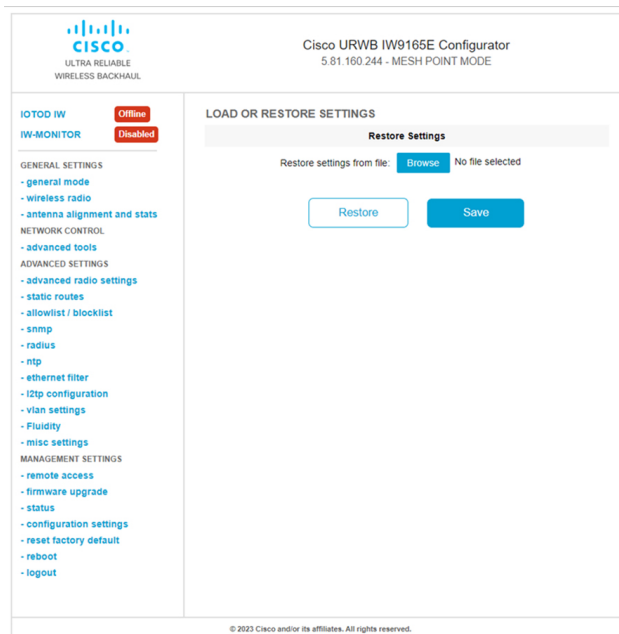 CISCO
ULTRA RELIABLE
WIRELESS BACKHAUL
Cisco URWB IW9165E Configurator
5.81.160.244 - MESH POINT MODE
IOTOD IW Offline
IW-MONITOR Disabled
GENERAL SETTINGS
- general mode
- wireless radio
- antenna alignment and stats
NETWORK CONTROL
- advanced tools
ADVANCED SETTINGS
- advanced radio settings
- static routes
- allowlist / blocklist
- snmp
- radius
- ntp
- ethernet filter
- l2tp configuration
- vlan settings
- Fluidity
- misc settings
MANAGEMENT SETTINGS
- remote access
- firmware upgrade
- status
- configuration settings
- reset factory default
- reboot
- logout
LOAD OR RESTORE SETTINGS
Restore Settings
Restore settings from file: Browse No file selected
Restore Save
© 2023 Cisco and/or its affiliates. All rights reserved.